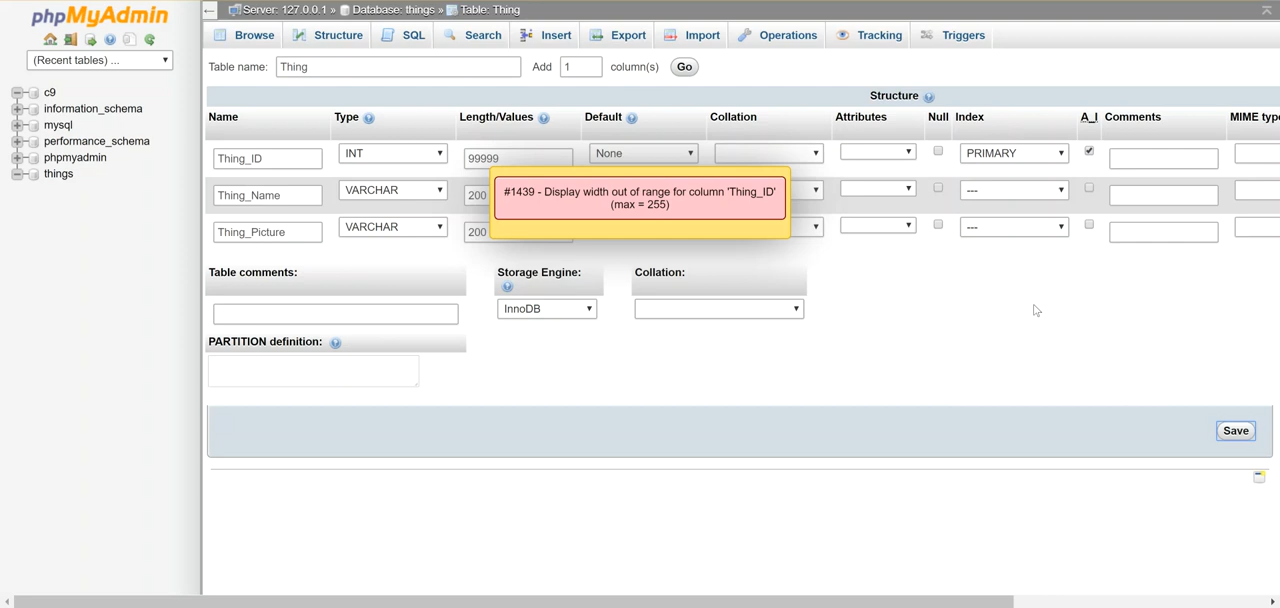 phpMyAdmin
Server: 127.0.0.1 » Database: things » Table: Thing
Browse Structure SQL Search Insert Export Import Operations Tracking Triggers
(Recent tables) ...
Table name: Thing Add 1 column(s) Go
c9
information_schema
mysql
performance_schema
phpmyadmin
things
Structure
Name Type Length/Values Default Collation Attributes Null Index A_I Comments MIME type
Thing_ID INT 99999 None PRIMARY
Thing_Name VARCHAR 200 ---
Thing_Picture VARCHAR 200 ---
#1439 - Display width out of range for column 'Thing_ID'
(max = 255)
Table comments: Storage Engine: Collation:
InnoDB
PARTITION definition:
Save